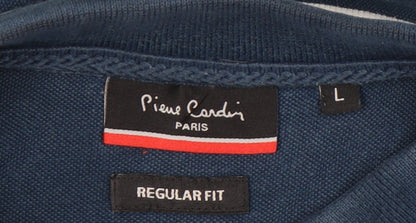 Pierre Cardin
PARIS
L
REGULAR FIT